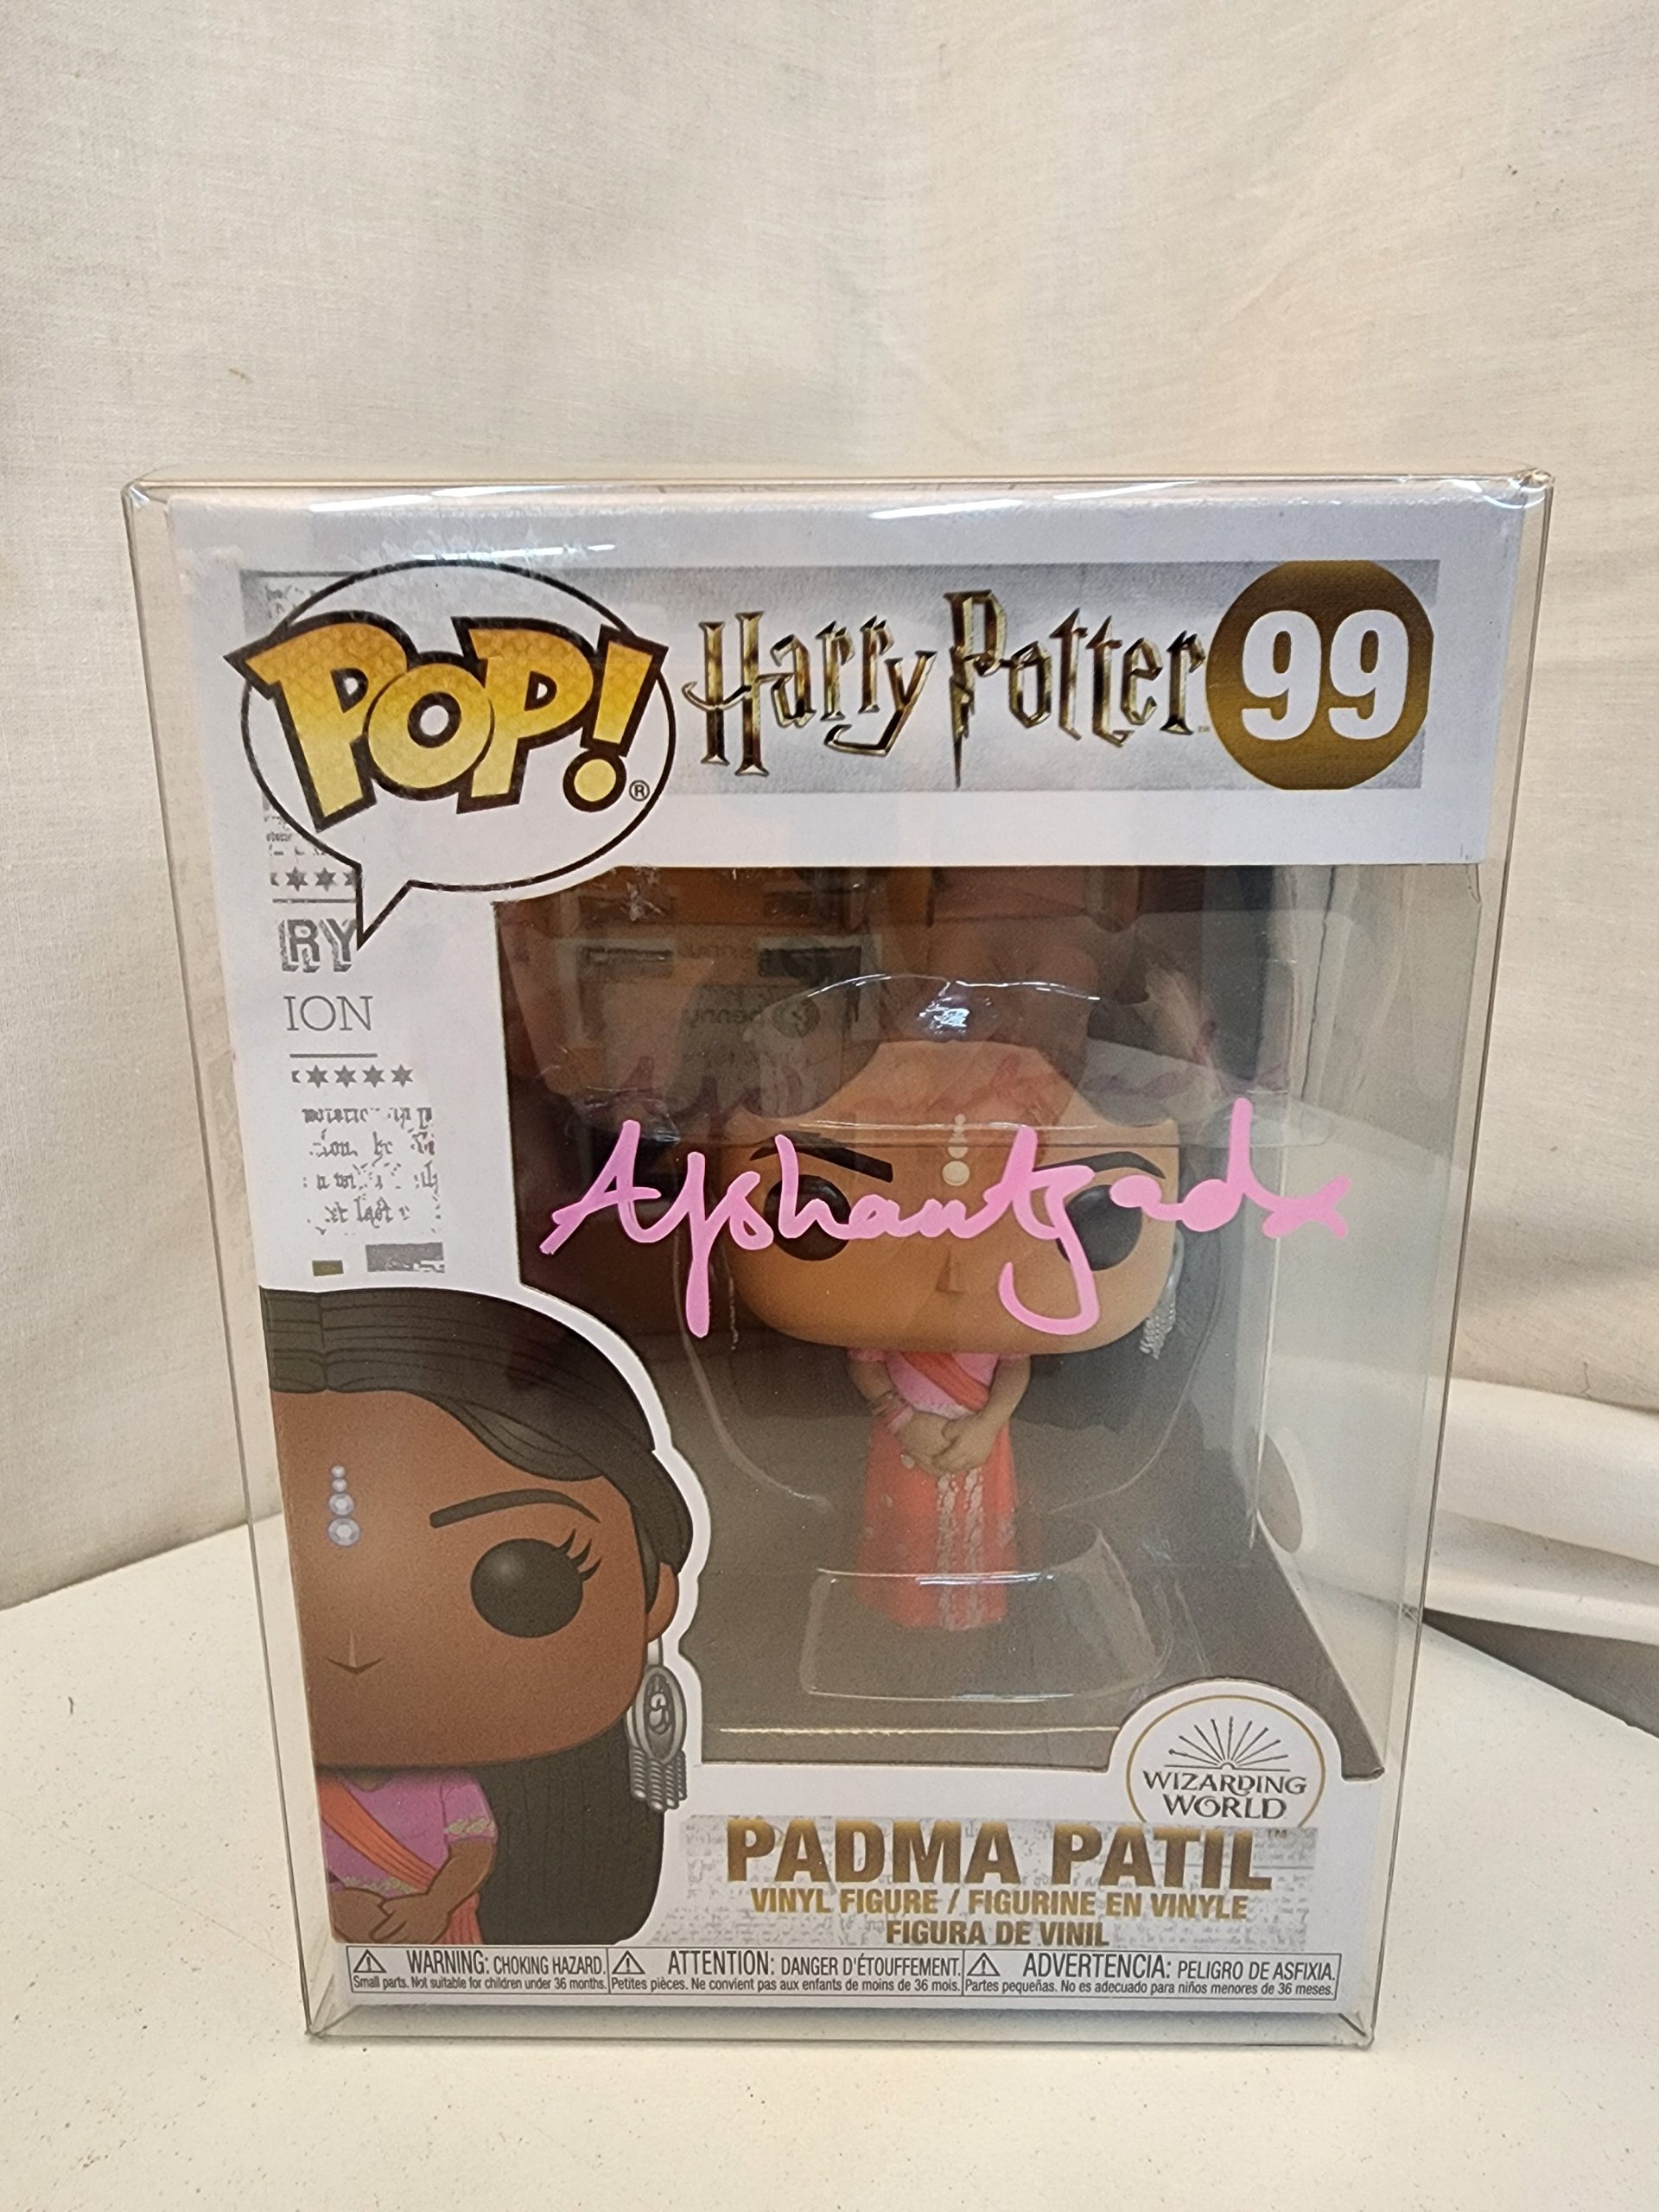 POP!®
Harry Potter
99
RY
ION
Afshan Azad x
WIZARDING
WORLD
PADMA PATIL
VINYL FIGURE / FIGURINE EN VINYLE
FIGURA DE VINIL
WARNING: CHOKING HAZARD.
Small parts. Not suitable for children under 36 months.
ATTENTION: DANGER D'ÉTOUFFEMENT.
Petites pièces. Ne convient pas aux enfants de moins de 36 mois.
ADVERTENCIA: PELIGRO DE ASFIXIA.
Partes pequeñas. No es adecuado para niños menores de 36 meses.